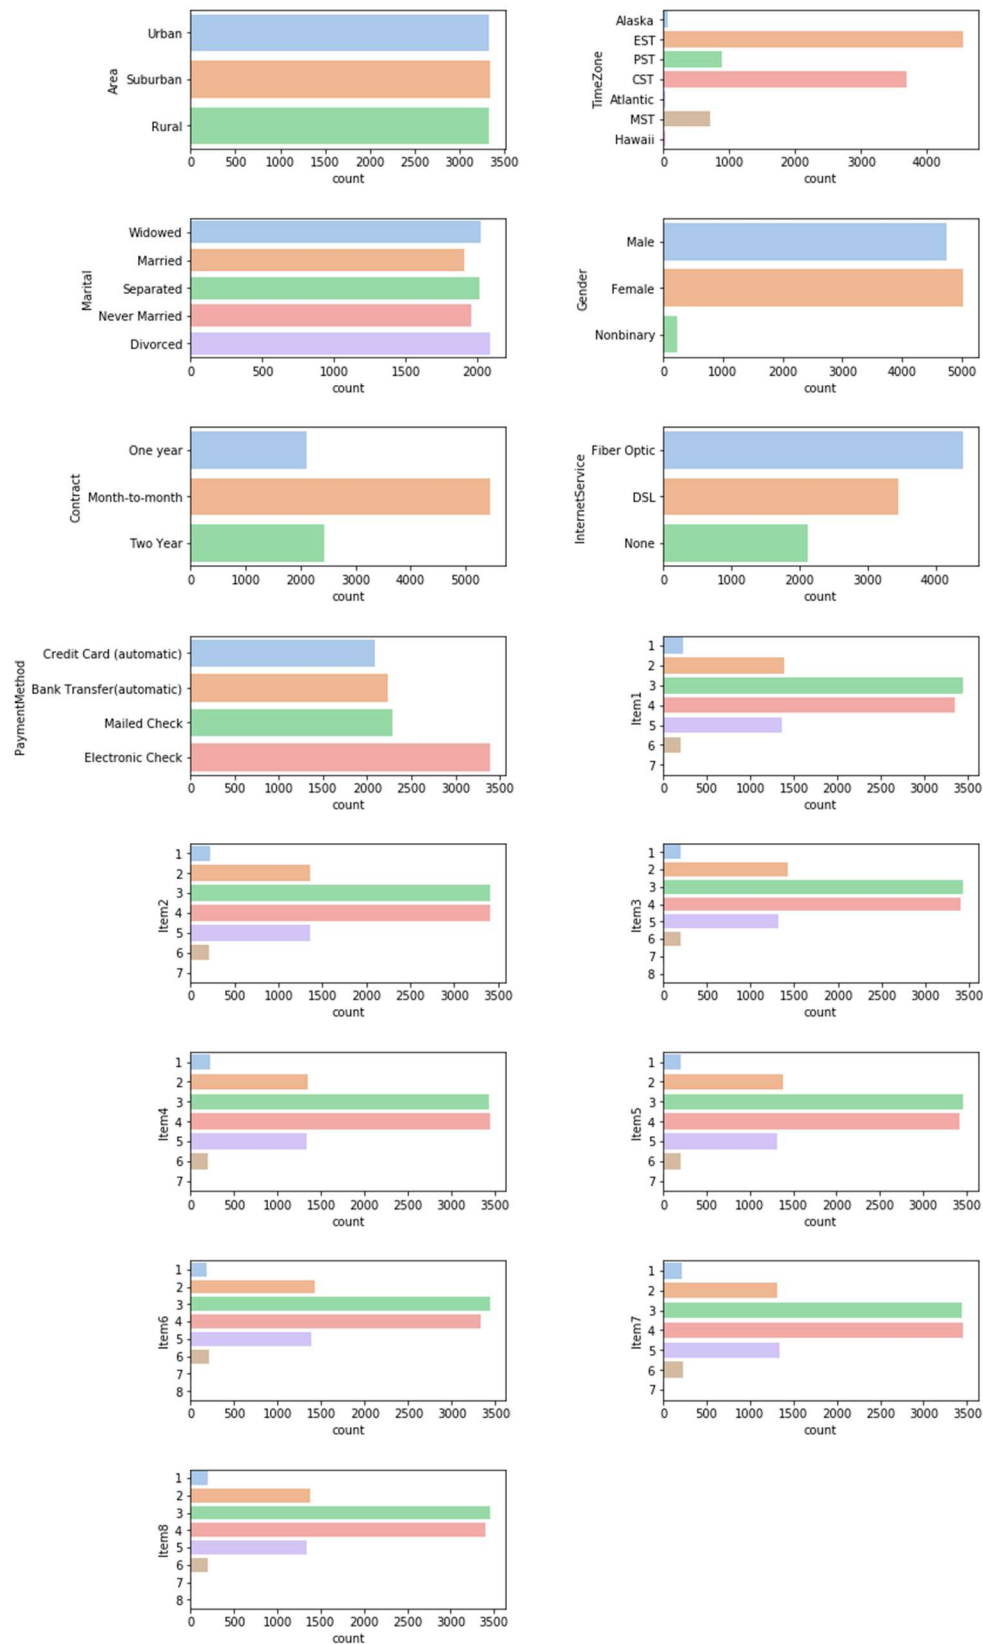 Area
Urban
Suburban
Rural
0 500 1000 1500 2000 2500 3000 3500
count
TimeZone
Alaska
EST
PST
CST
Atlantic
MST
Hawaii
0 1000 2000 3000 4000
count
Marital
Widowed
Married
Separated
Never Married
Divorced
0 500 1000 1500 2000
count
Gender
Male
Female
Nonbinary
0 1000 2000 3000 4000 5000
count
Contract
One year
Month-to-month
Two Year
0 1000 2000 3000 4000 5000
count
InternetService
Fiber Optic
DSL
None
0 1000 2000 3000 4000
count
PaymentMethod
Credit Card (automatic)
Bank Transfer(automatic)
Mailed Check
Electronic Check
0 500 1000 1500 2000 2500 3000 3500
count
Item1
1
2
3
4
5
6
7
0 500 1000 1500 2000 2500 3000 3500
count
Item2
1
2
3
4
5
6
7
0 500 1000 1500 2000 2500 3000 3500
count
Item3
1
2
3
4
5
6
7
8
0 500 1000 1500 2000 2500 3000 3500
count
Item4
1
2
3
4
5
6
7
0 500 1000 1500 2000 2500 3000 3500
count
Item5
1
2
3
4
5
6
7
0 500 1000 1500 2000 2500 3000 3500
count
Item6
1
2
3
4
5
6
7
8
0 500 1000 1500 2000 2500 3000 3500
count
Item7
1
2
3
4
5
6
7
0 500 1000 1500 2000 2500 3000 3500
count
Item8
1
2
3
4
5
6
7
8
0 500 1000 1500 2000 2500 3000 3500
count